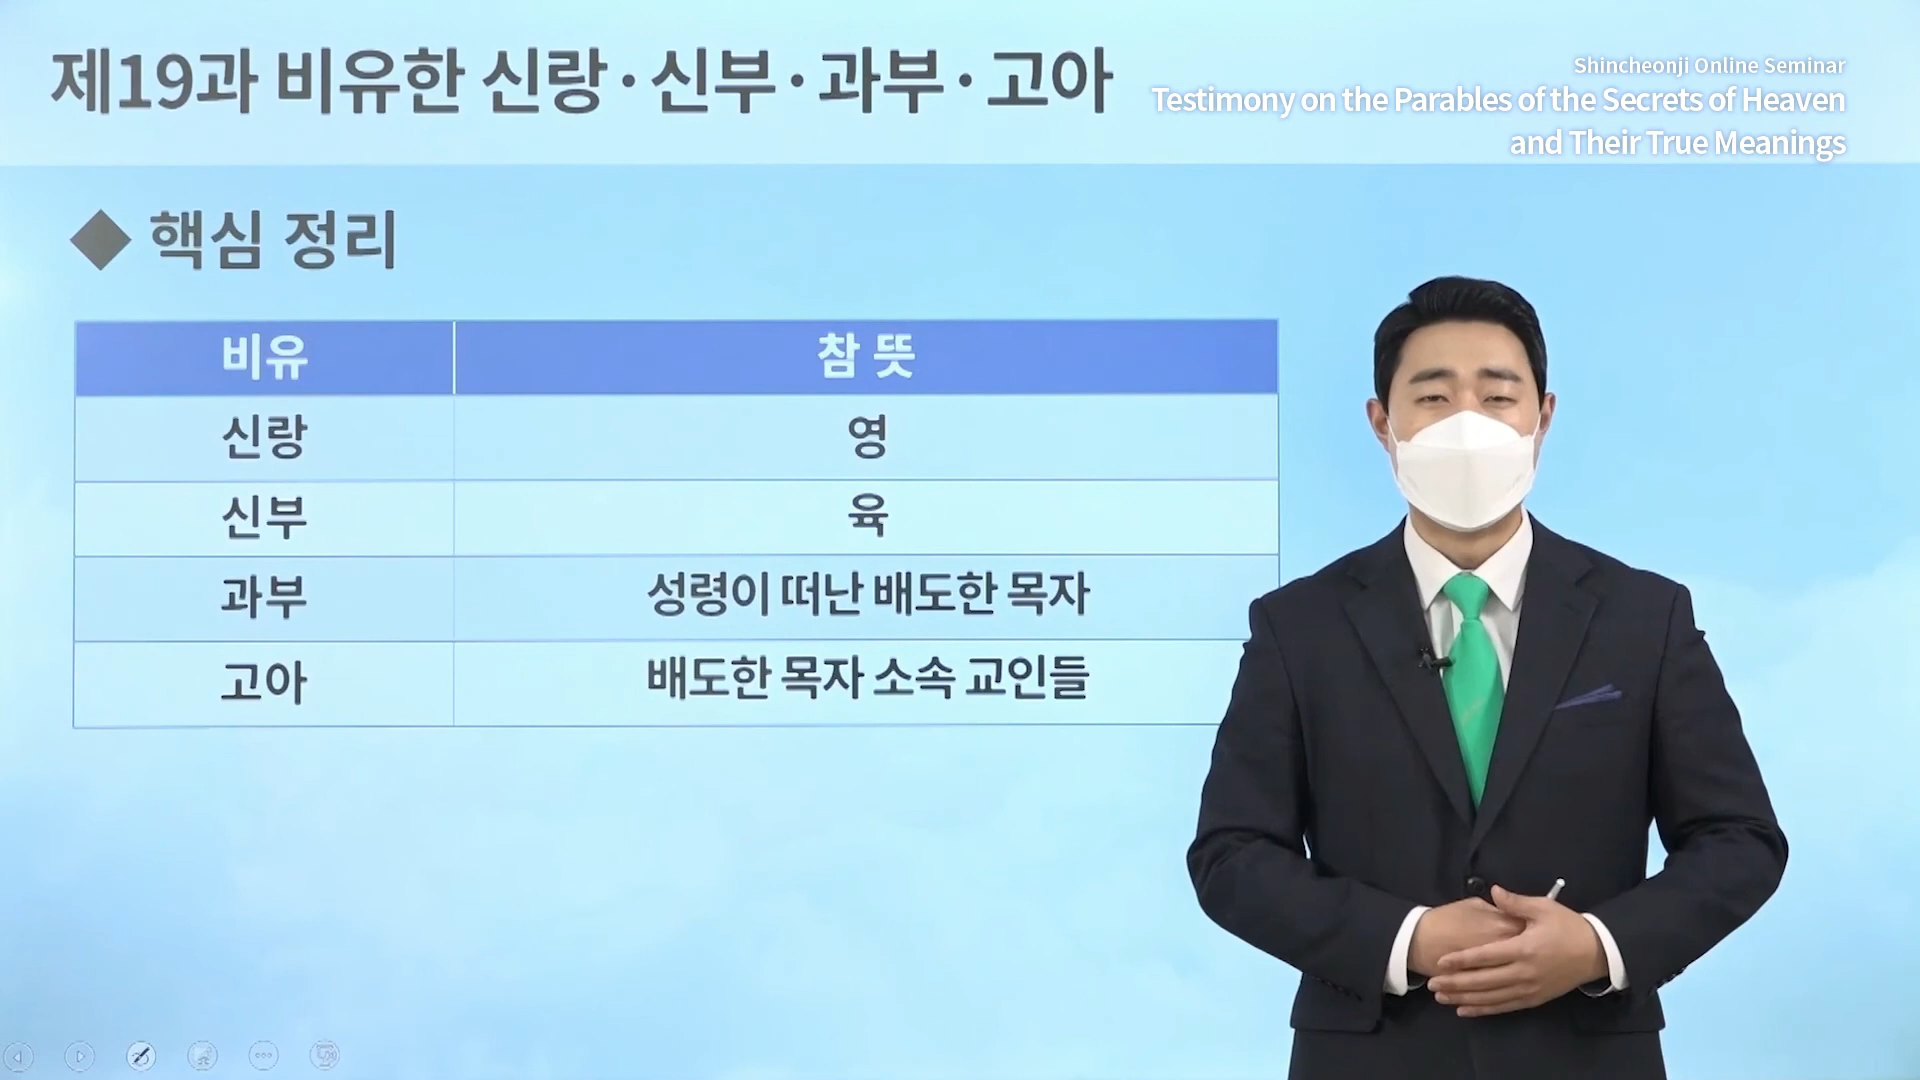 제19과 비유한 신랑·신부·과부·고아
Shincheonji Online Seminar
Testimony on the Parables of the Secrets of Heaven
and Their True Meanings
◆ 핵심 정리
비유 참 뜻
신랑 영
신부 육
과부 성령이 떠난 배도한 목자
고아 배도한 목자 소속 교인들